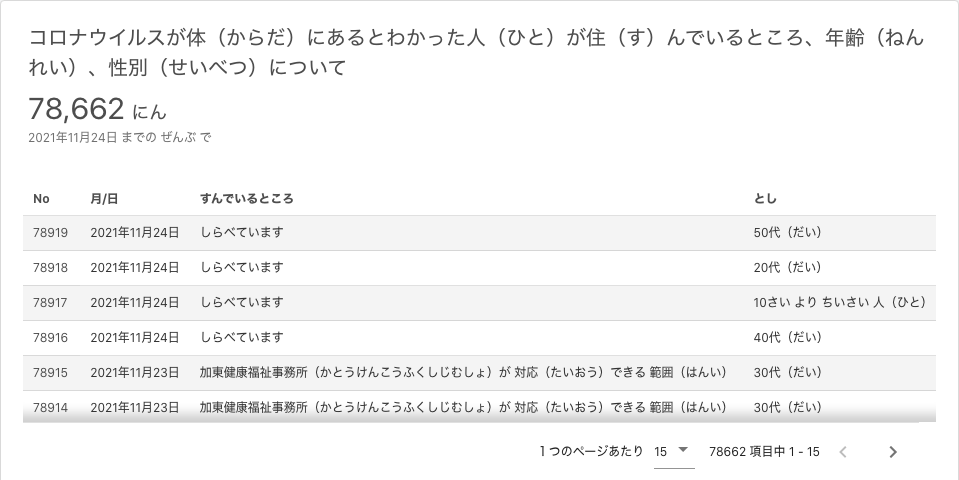 コロナウイルスが体（からだ）にあるとわかった人（ひと）が住（す）んでいるところ、年齢（ねん
れい）、性別（せいべつ）について
78,662 にん
2021年11月24日 までの ぜんぶ で
No 月/日 すんでいるところ とし
78919 2021年11月24日 しらべています 50代（だい）
78918 2021年11月24日 しらべています 20代（だい）
78917 2021年11月24日 しらべています 10さい より ちいさい 人（ひと）
78916 2021年11月24日 しらべています 40代（だい）
78915 2021年11月23日 加東健康福祉事務所（かとうけんこうふくしじむしょ）が 対応（たいおう）できる 範囲（はんい） 30代（だい）
78914 2021年11月23日 加東健康福祉事務所（かとうけんこうふくしじむしょ）が 対応（たいおう）できる 範囲（はんい） 30代（だい）
1 つのページあたり 15 78662 項目中 1 - 15